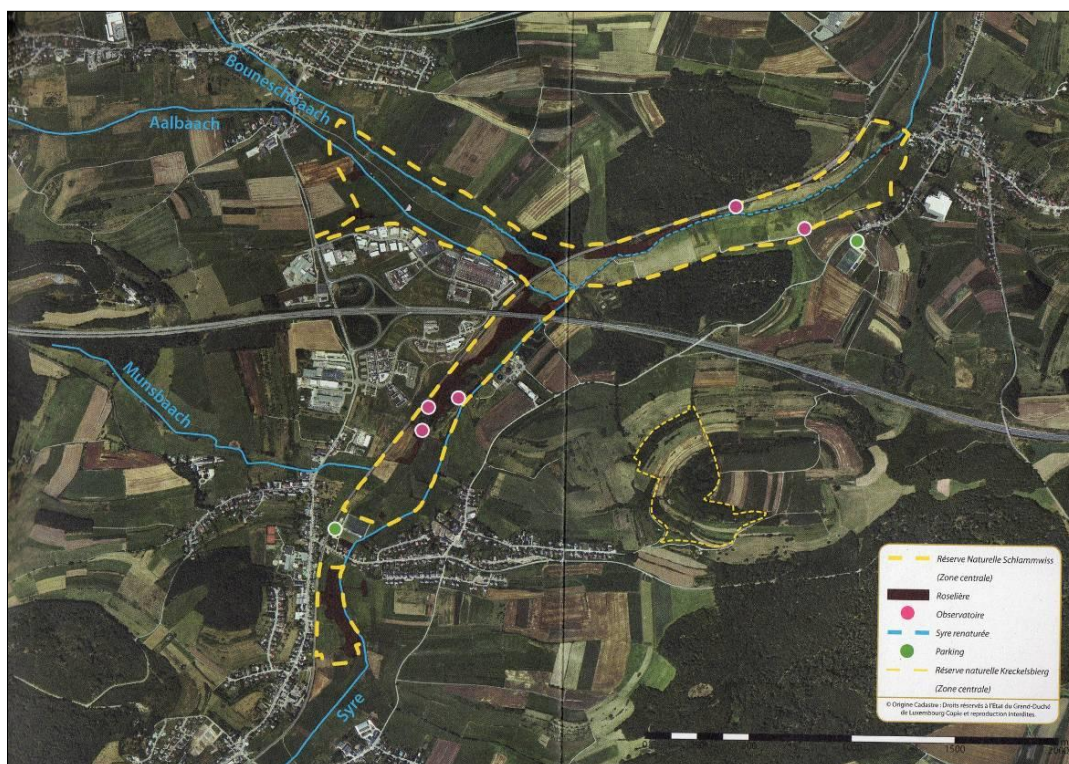 Bouneschbaach
Aalbaach
Munsbaach
Syre
Réserve Naturelle Schlammwiss
(Zone centrale)
Roselière
Observatoire
Syre renaturée
Parking
Réserve naturelle Kreckelsbierg
(Zone centrale)
© Origine Cadastre : Droits réservés à l'Etat du Grand-Duché
de Luxembourg Copie et reproduction interdites.
0
1500